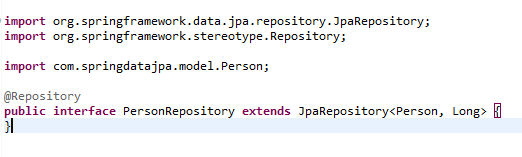 import org.springframework.data.jpa.repository.JpaRepository;
import org.springframework.stereotype.Repository;
import com.springdatajpa.model.Person;
@Repository
public interface PersonRepository extends JpaRepository<Person, Long> {
}